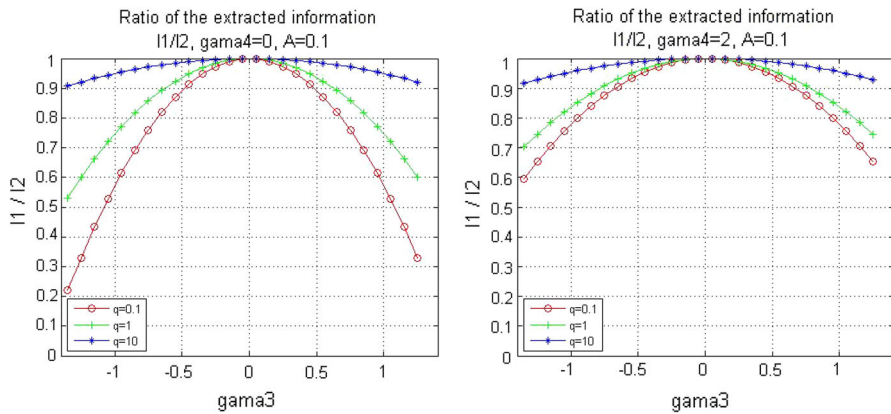 Ratio of the extracted information
I1/I2, gama4=0, A=0.1
1
0.9
0.8
0.7
0.6
0.5
0.4
0.3
0.2
0.1
0
I1 / I2
q=0.1
q=1
q=10
-1 -0.5 0 0.5 1
gama3
Ratio of the extracted information
I1/I2, gama4=2, A=0.1
1
0.9
0.8
0.7
0.6
0.5
0.4
0.3
0.2
0.1
0
I1 / I2
q=0.1
q=1
q=10
-1 -0.5 0 0.5 1
gama3